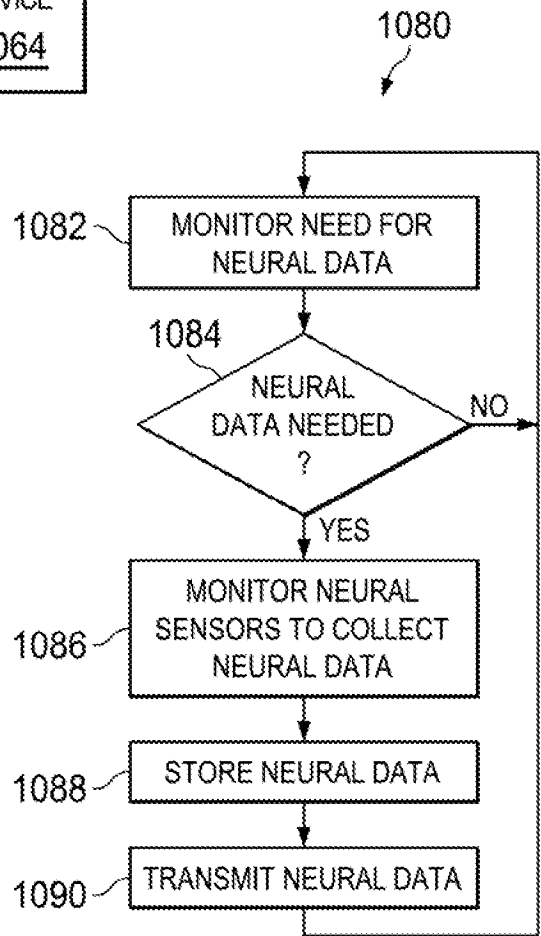 064
1080
1082
MONITOR NEED FOR
NEURAL DATA
1084
NEURAL
DATA NEEDED
?
NO
YES
1086
MONITOR NEURAL
SENSORS TO COLLECT
NEURAL DATA
1088
STORE NEURAL DATA
1090
TRANSMIT NEURAL DATA